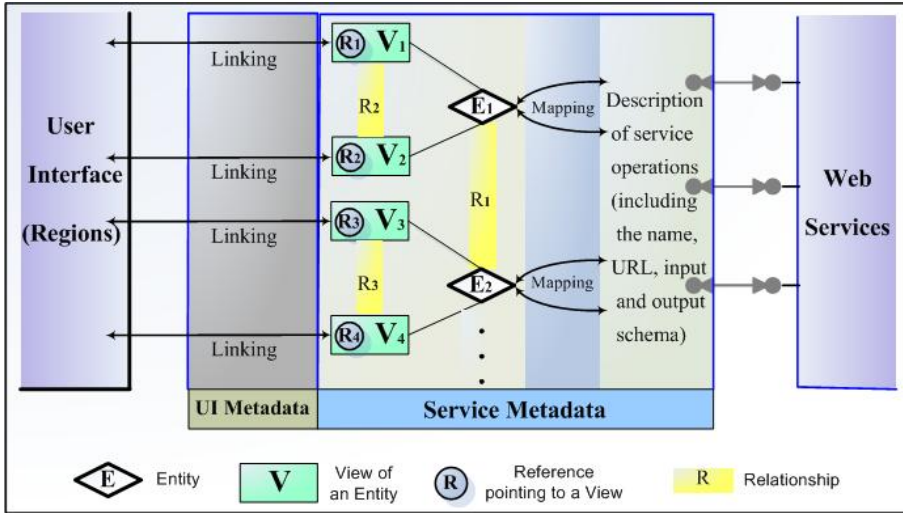 User
Interface
(Regions)
Linking
Linking
Linking
Linking
R1 V1
R2
R2 V2
R3 V3
R3
R4 V4
E1
R1
E2
Mapping
Mapping
Description
of service
operations
(including
the name,
URL, input
and output
schema)
Web
Services
UI Metadata
Service Metadata
E Entity
V View of
an Entity
R Reference
pointing to a View
R Relationship